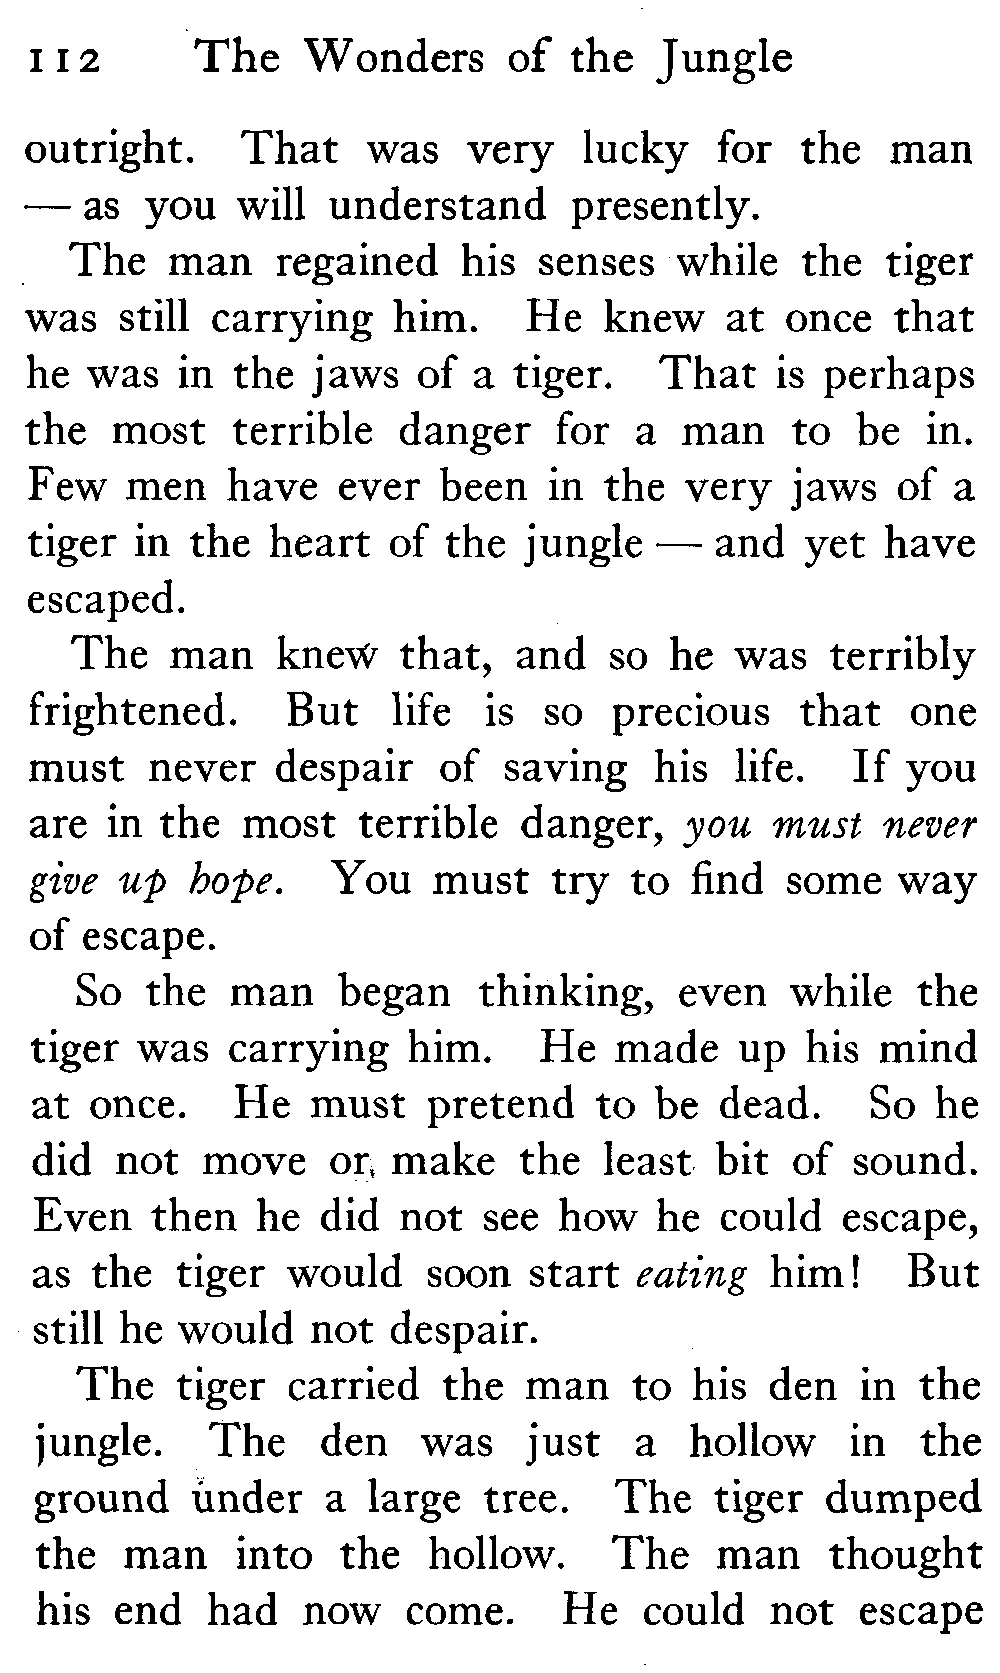 112 The Wonders of the Jungle
outright. That was very lucky for the man
— as you will understand presently.
The man regained his senses while the tiger
was still carrying him. He knew at once that
he was in the jaws of a tiger. That is perhaps
the most terrible danger for a man to be in.
Few men have ever been in the very jaws of a
tiger in the heart of the jungle — and yet have
escaped.
The man knew that, and so he was terribly
frightened. But life is so precious that one
must never despair of saving his life. If you
are in the most terrible danger, you must never
give up hope. You must try to find some way
of escape.
So the man began thinking, even while the
tiger was carrying him. He made up his mind
at once. He must pretend to be dead. So he
did not move or make the least bit of sound.
Even then he did not see how he could escape,
as the tiger would soon start eating him! But
still he would not despair.
The tiger carried the man to his den in the
jungle. The den was just a hollow in the
ground under a large tree. The tiger dumped
the man into the hollow. The man thought
his end had now come. He could not escape